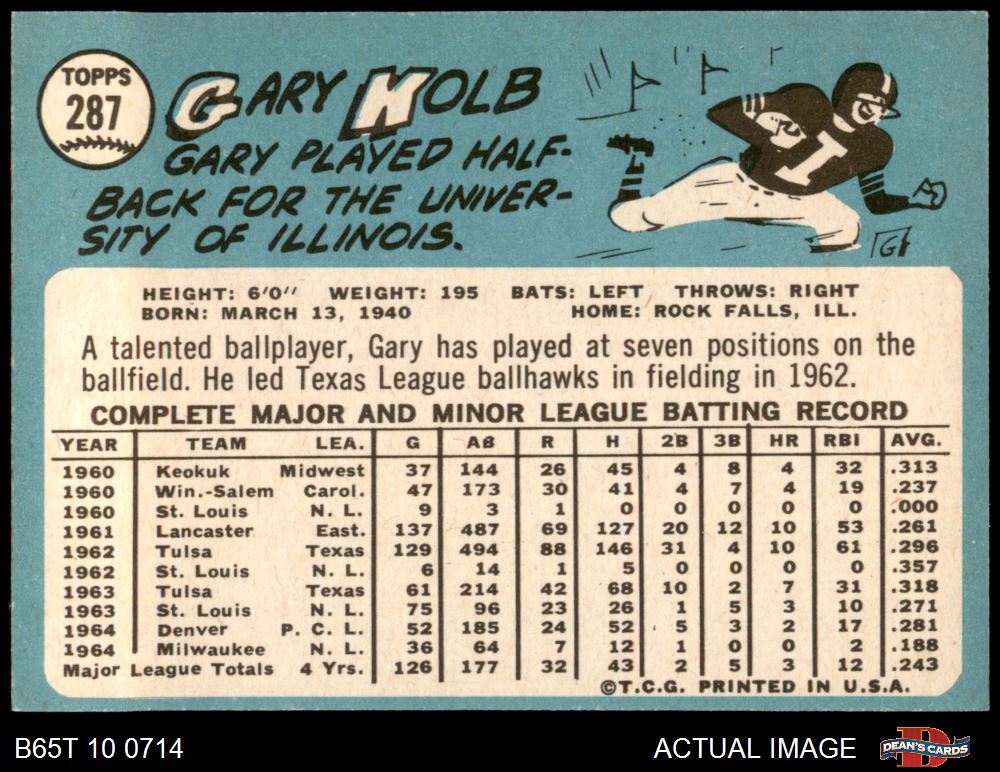 TOPPS
287
GARY KOLB
GARY PLAYED HALF-
BACK FOR THE UNIVER-
SITY OF ILLINOIS.
I
G
HEIGHT: 6'0" WEIGHT: 195 BATS: LEFT THROWS: RIGHT
BORN: MARCH 13, 1940 HOME: ROCK FALLS, ILL.
A talented ballplayer, Gary has played at seven positions on the
ballfield. He led Texas League ballhawks in fielding in 1962.
COMPLETE MAJOR AND MINOR LEAGUE BATTING RECORD
YEAR TEAM LEA. G AB R H 2B 3B HR RBI AVG.
1960 Keokuk Midwest 37 144 26 45 4 8 4 32 .313
1960 Win.-Salem Carol. 47 173 30 41 4 7 4 19 .237
1960 St. Louis N. L. 9 3 1 0 0 0 0 0 .000
1961 Lancaster East. 137 487 69 127 20 12 10 53 .261
1962 Tulsa Texas 129 494 88 146 31 4 10 61 .296
1962 St. Louis N. L. 6 14 1 5 0 0 0 0 .357
1963 Tulsa Texas 61 214 42 68 10 2 7 31 .318
1963 St. Louis N. L. 75 96 23 26 1 5 3 10 .271
1964 Denver P. C. L. 52 185 24 52 5 3 2 17 .281
1964 Milwaukee N. L. 36 64 7 12 1 0 0 2 .188
Major League Totals 4 Yrs. 126 177 32 43 2 5 3 12 .243
©T.C.G. PRINTED IN U.S.A.
B65T 10 0714
ACTUAL IMAGE
D
DEAN'S CARDS